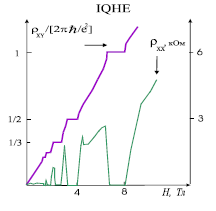 IQHE
ρXY/[2πℏ/e²]
ρxx, кОм
1
6
1/2
3
1/3
4
8
H, Тл